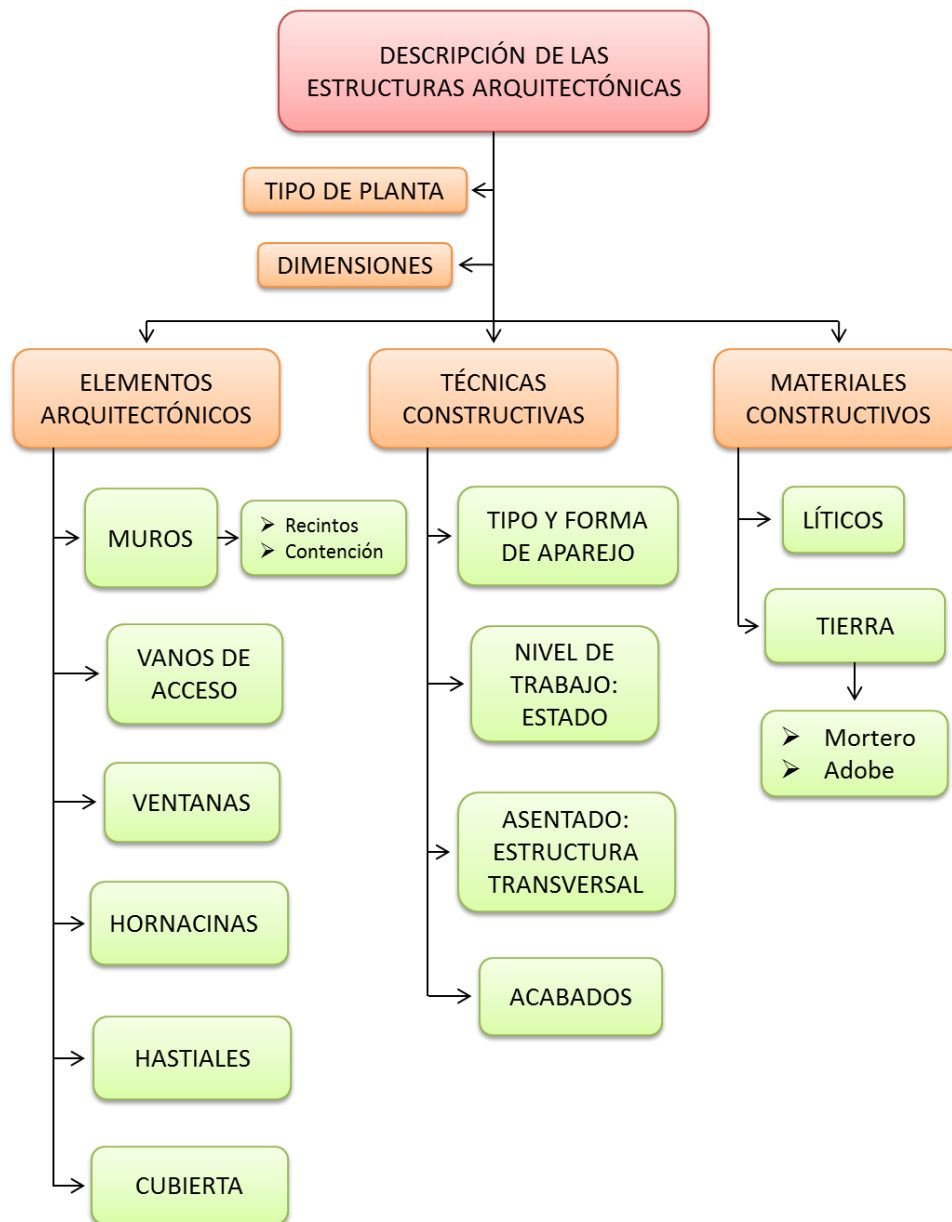 DESCRIPCIÓN DE LAS
ESTRUCTURAS ARQUITECTÓNICAS
TIPO DE PLANTA
DIMENSIONES
ELEMENTOS
ARQUITECTÓNICOS
MUROS
➢ Recintos
➢ Contención
VANOS DE
ACCESO
VENTANAS
HORNACINAS
HASTIALES
CUBIERTA
TÉCNICAS
CONSTRUCTIVAS
TIPO Y FORMA
DE APAREJO
NIVEL DE
TRABAJO:
ESTADO
ASENTADO:
ESTRUCTURA
TRANSVERSAL
ACABADOS
MATERIALES
CONSTRUCTIVOS
LÍTICOS
TIERRA
➢ Mortero
➢ Adobe